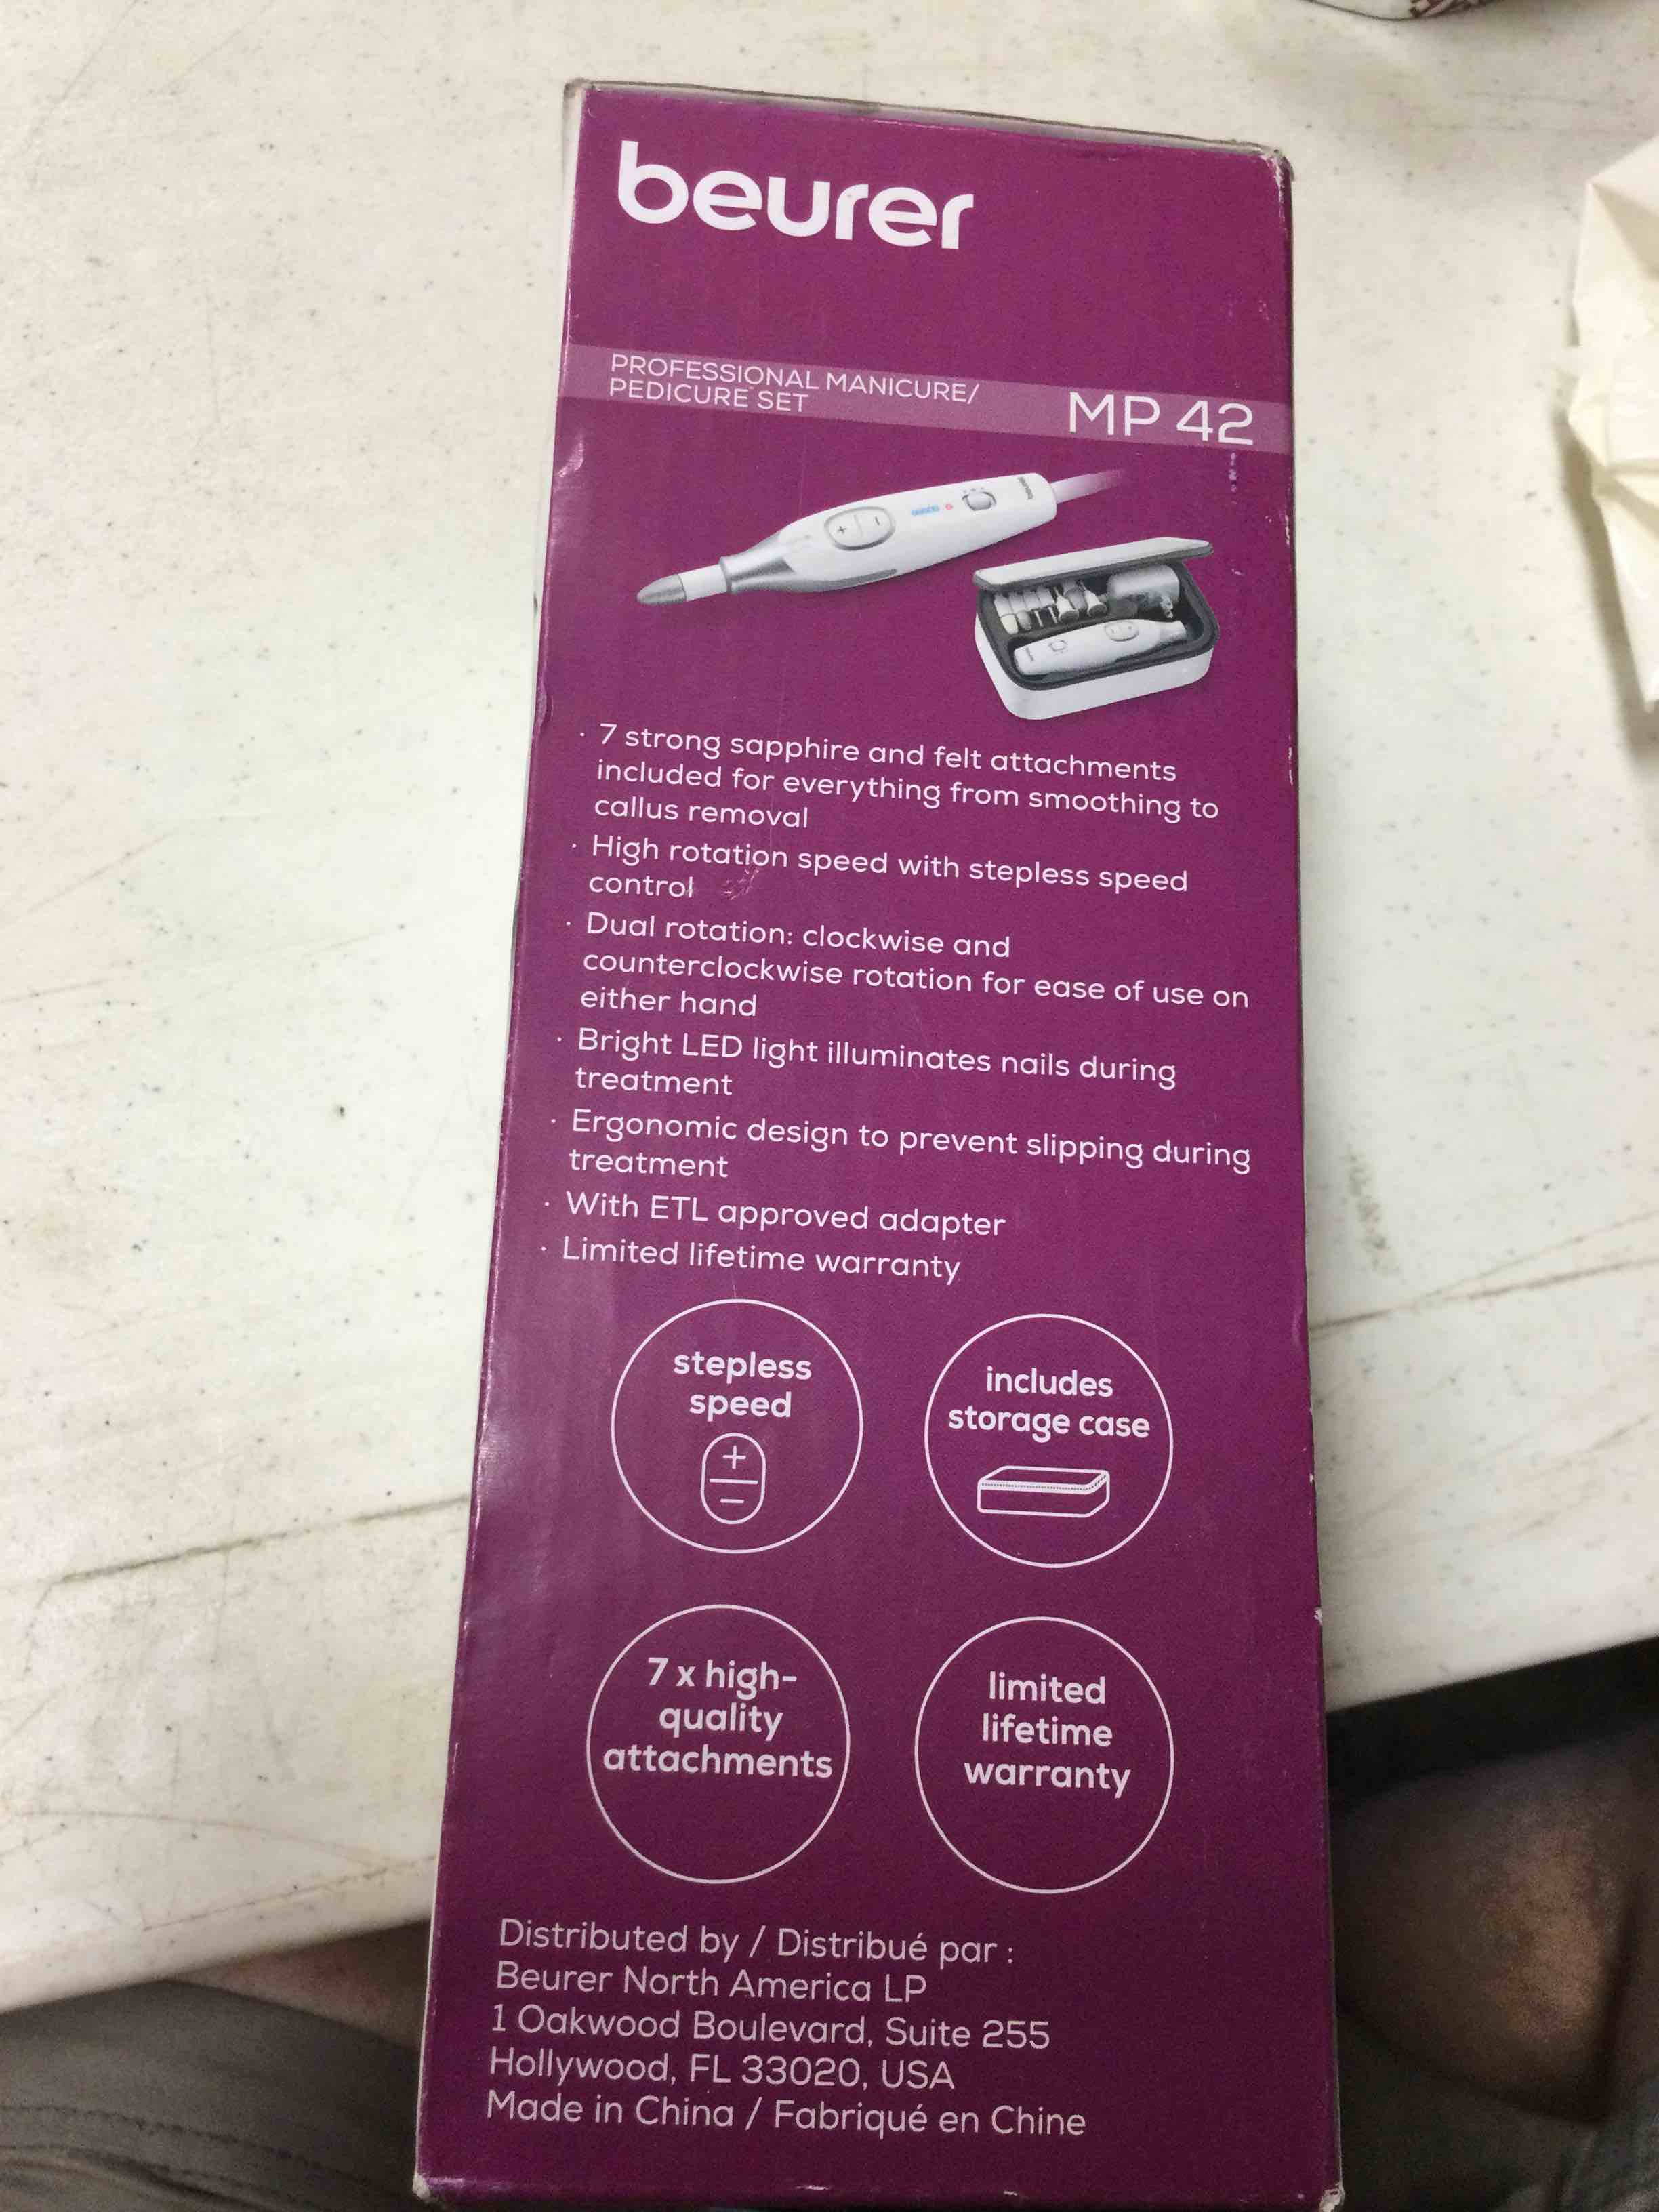 beurer
PROFESSIONAL MANICURE/
PEDICURE SET
MP 42
beurer
· 7 strong sapphire and felt attachments
included for everything from smoothing to
callus removal
· High rotation speed with stepless speed
control
· Dual rotation: clockwise and
counterclockwise rotation for ease of use on
either hand
· Bright LED light illuminates nails during
treatment
· Ergonomic design to prevent slipping during
treatment
· With ETL approved adapter
· Limited lifetime warranty
stepless
speed
+
−
includes
storage case
7 x high-
quality
attachments
limited
lifetime
warranty
Distributed by / Distribué par :
Beurer North America LP
1 Oakwood Boulevard, Suite 255
Hollywood, FL 33020, USA
Made in China / Fabriqué en Chine